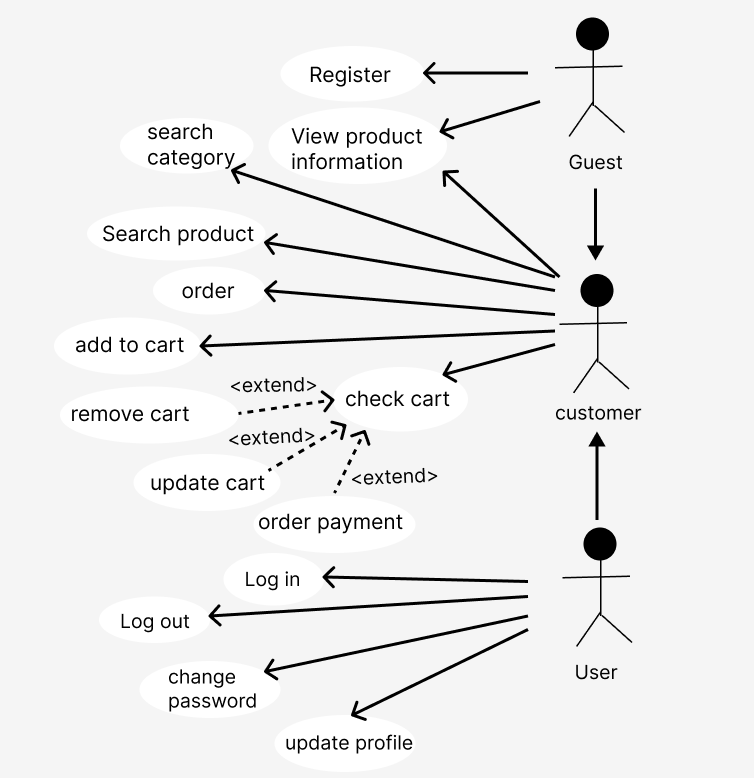 Register
View product
information
Guest
search
category
Search product
order
add to cart
<extend>
check cart
customer
remove cart
<extend>
update cart
<extend>
order payment
Log in
Log out
User
change
password
update profile